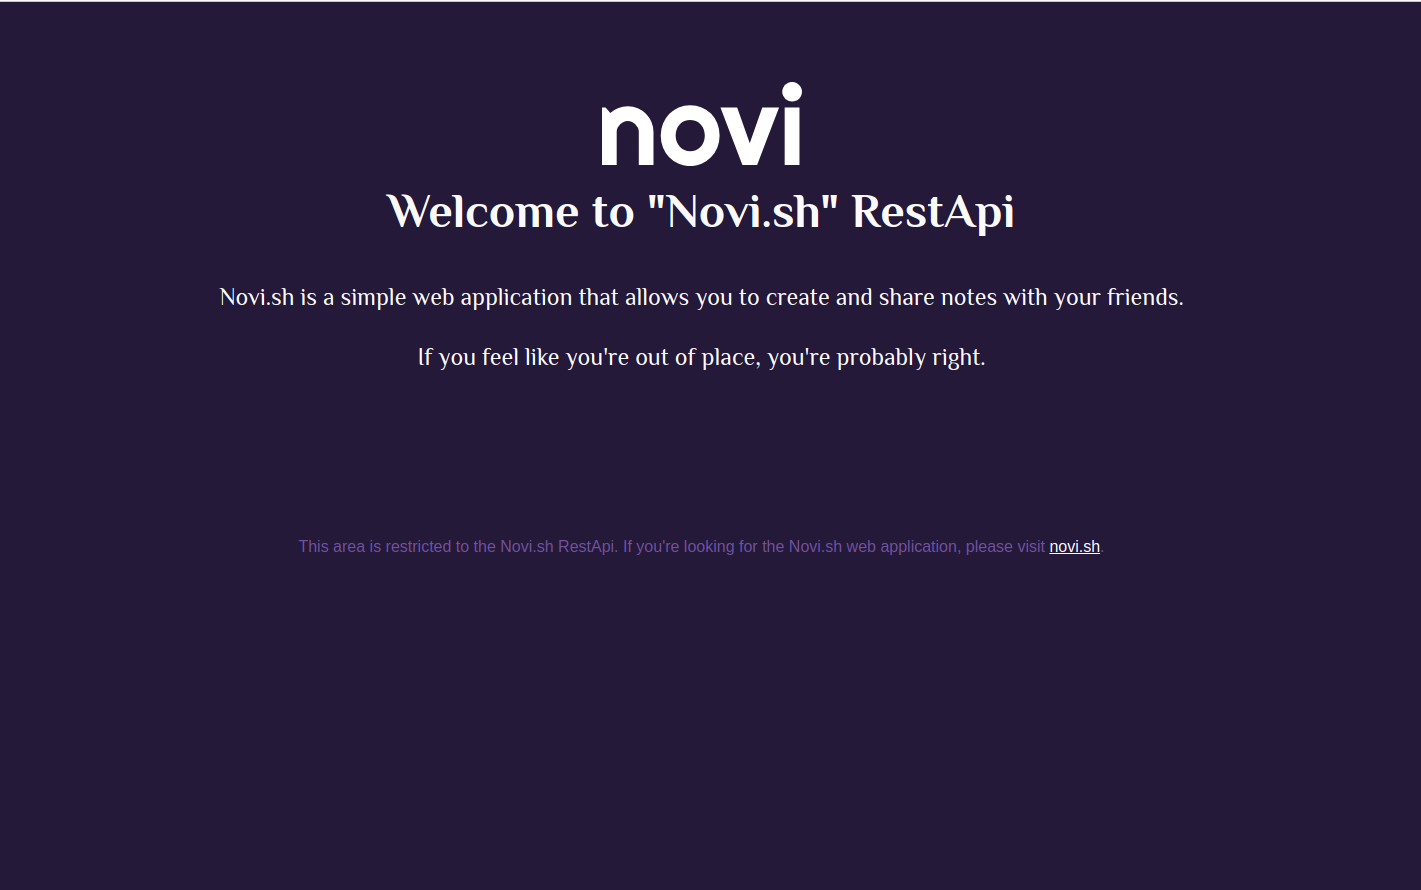 novi
Welcome to "Novi.sh" RestApi
Novi.sh is a simple web application that allows you to create and share notes with your friends.
If you feel like you're out of place, you're probably right.
This area is restricted to the Novi.sh RestApi. If you're looking for the Novi.sh web application, please visit novi.sh.